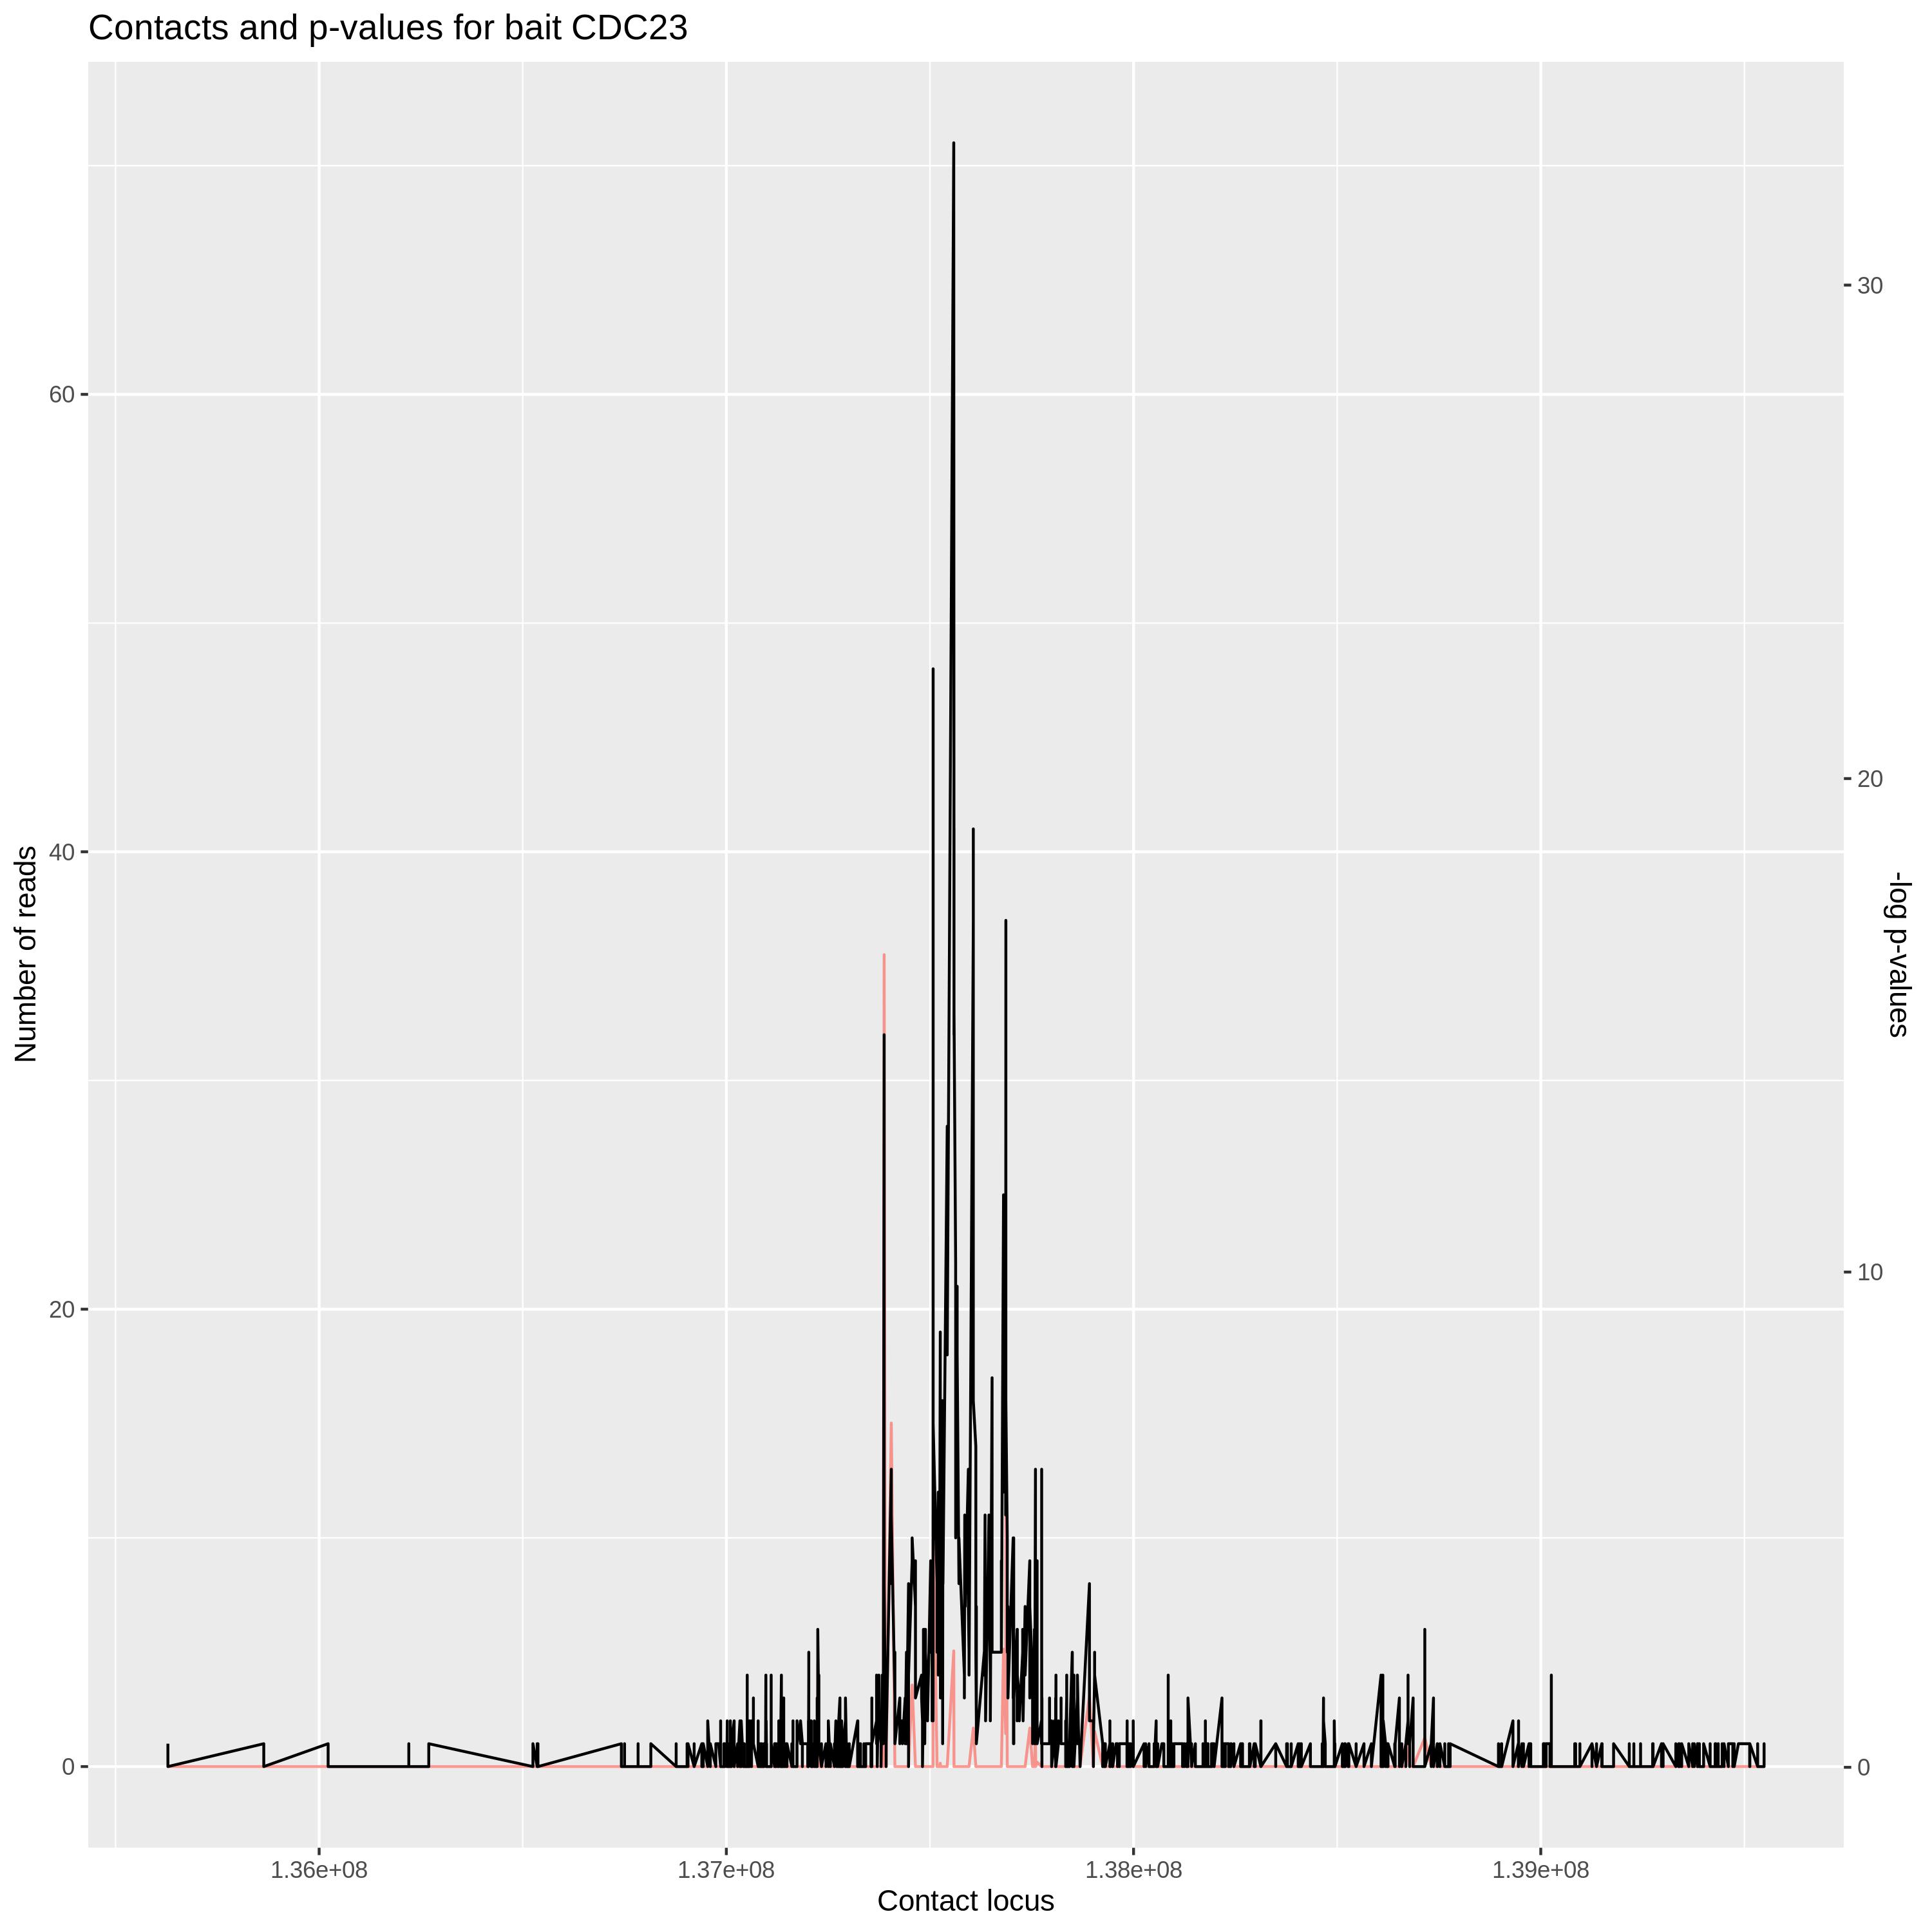 Contacts and p-values for bait CDC23
Number of reads
60
40
20
0
30
20
10
0
-log p-values
1.36e+08
1.37e+08
1.38e+08
1.39e+08
Contact locus